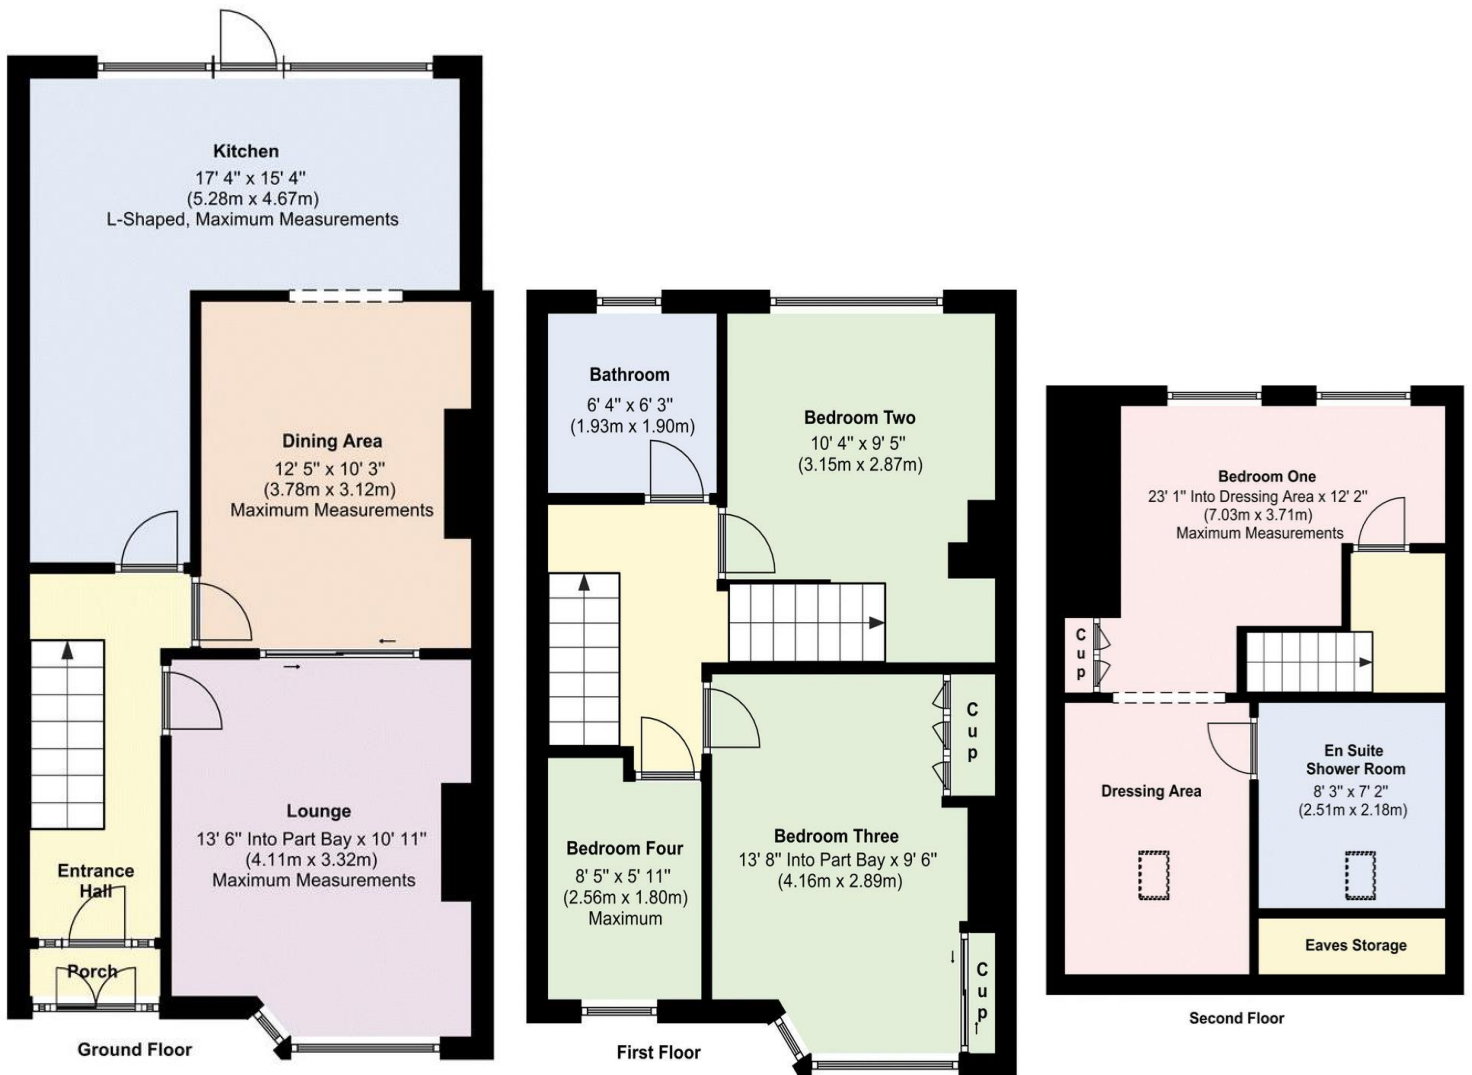 Kitchen
17' 4" x 15' 4"
(5.28m x 4.67m)
L-Shaped, Maximum Measurements
Dining Area
12' 5" x 10' 3"
(3.78m x 3.12m)
Maximum Measurements
Lounge
13' 6" Into Part Bay x 10' 11"
(4.11m x 3.32m)
Maximum Measurements
Entrance
Hall
Porch
Ground Floor
Bathroom
6' 4" x 6' 3"
(1.93m x 1.90m)
Bedroom Two
10' 4" x 9' 5"
(3.15m x 2.87m)
Cup
Bedroom Three
13' 8" Into Part Bay x 9' 6"
(4.16m x 2.89m)
Bedroom Four
8' 5" x 5' 11"
(2.56m x 1.80m)
Maximum
Cup
First Floor
Bedroom One
23' 1" Into Dressing Area x 12' 2"
(7.03m x 3.71m)
Maximum Measurements
Cup
Dressing Area
En Suite
Shower Room
8' 3" x 7' 2"
(2.51m x 2.18m)
Eaves Storage
Second Floor